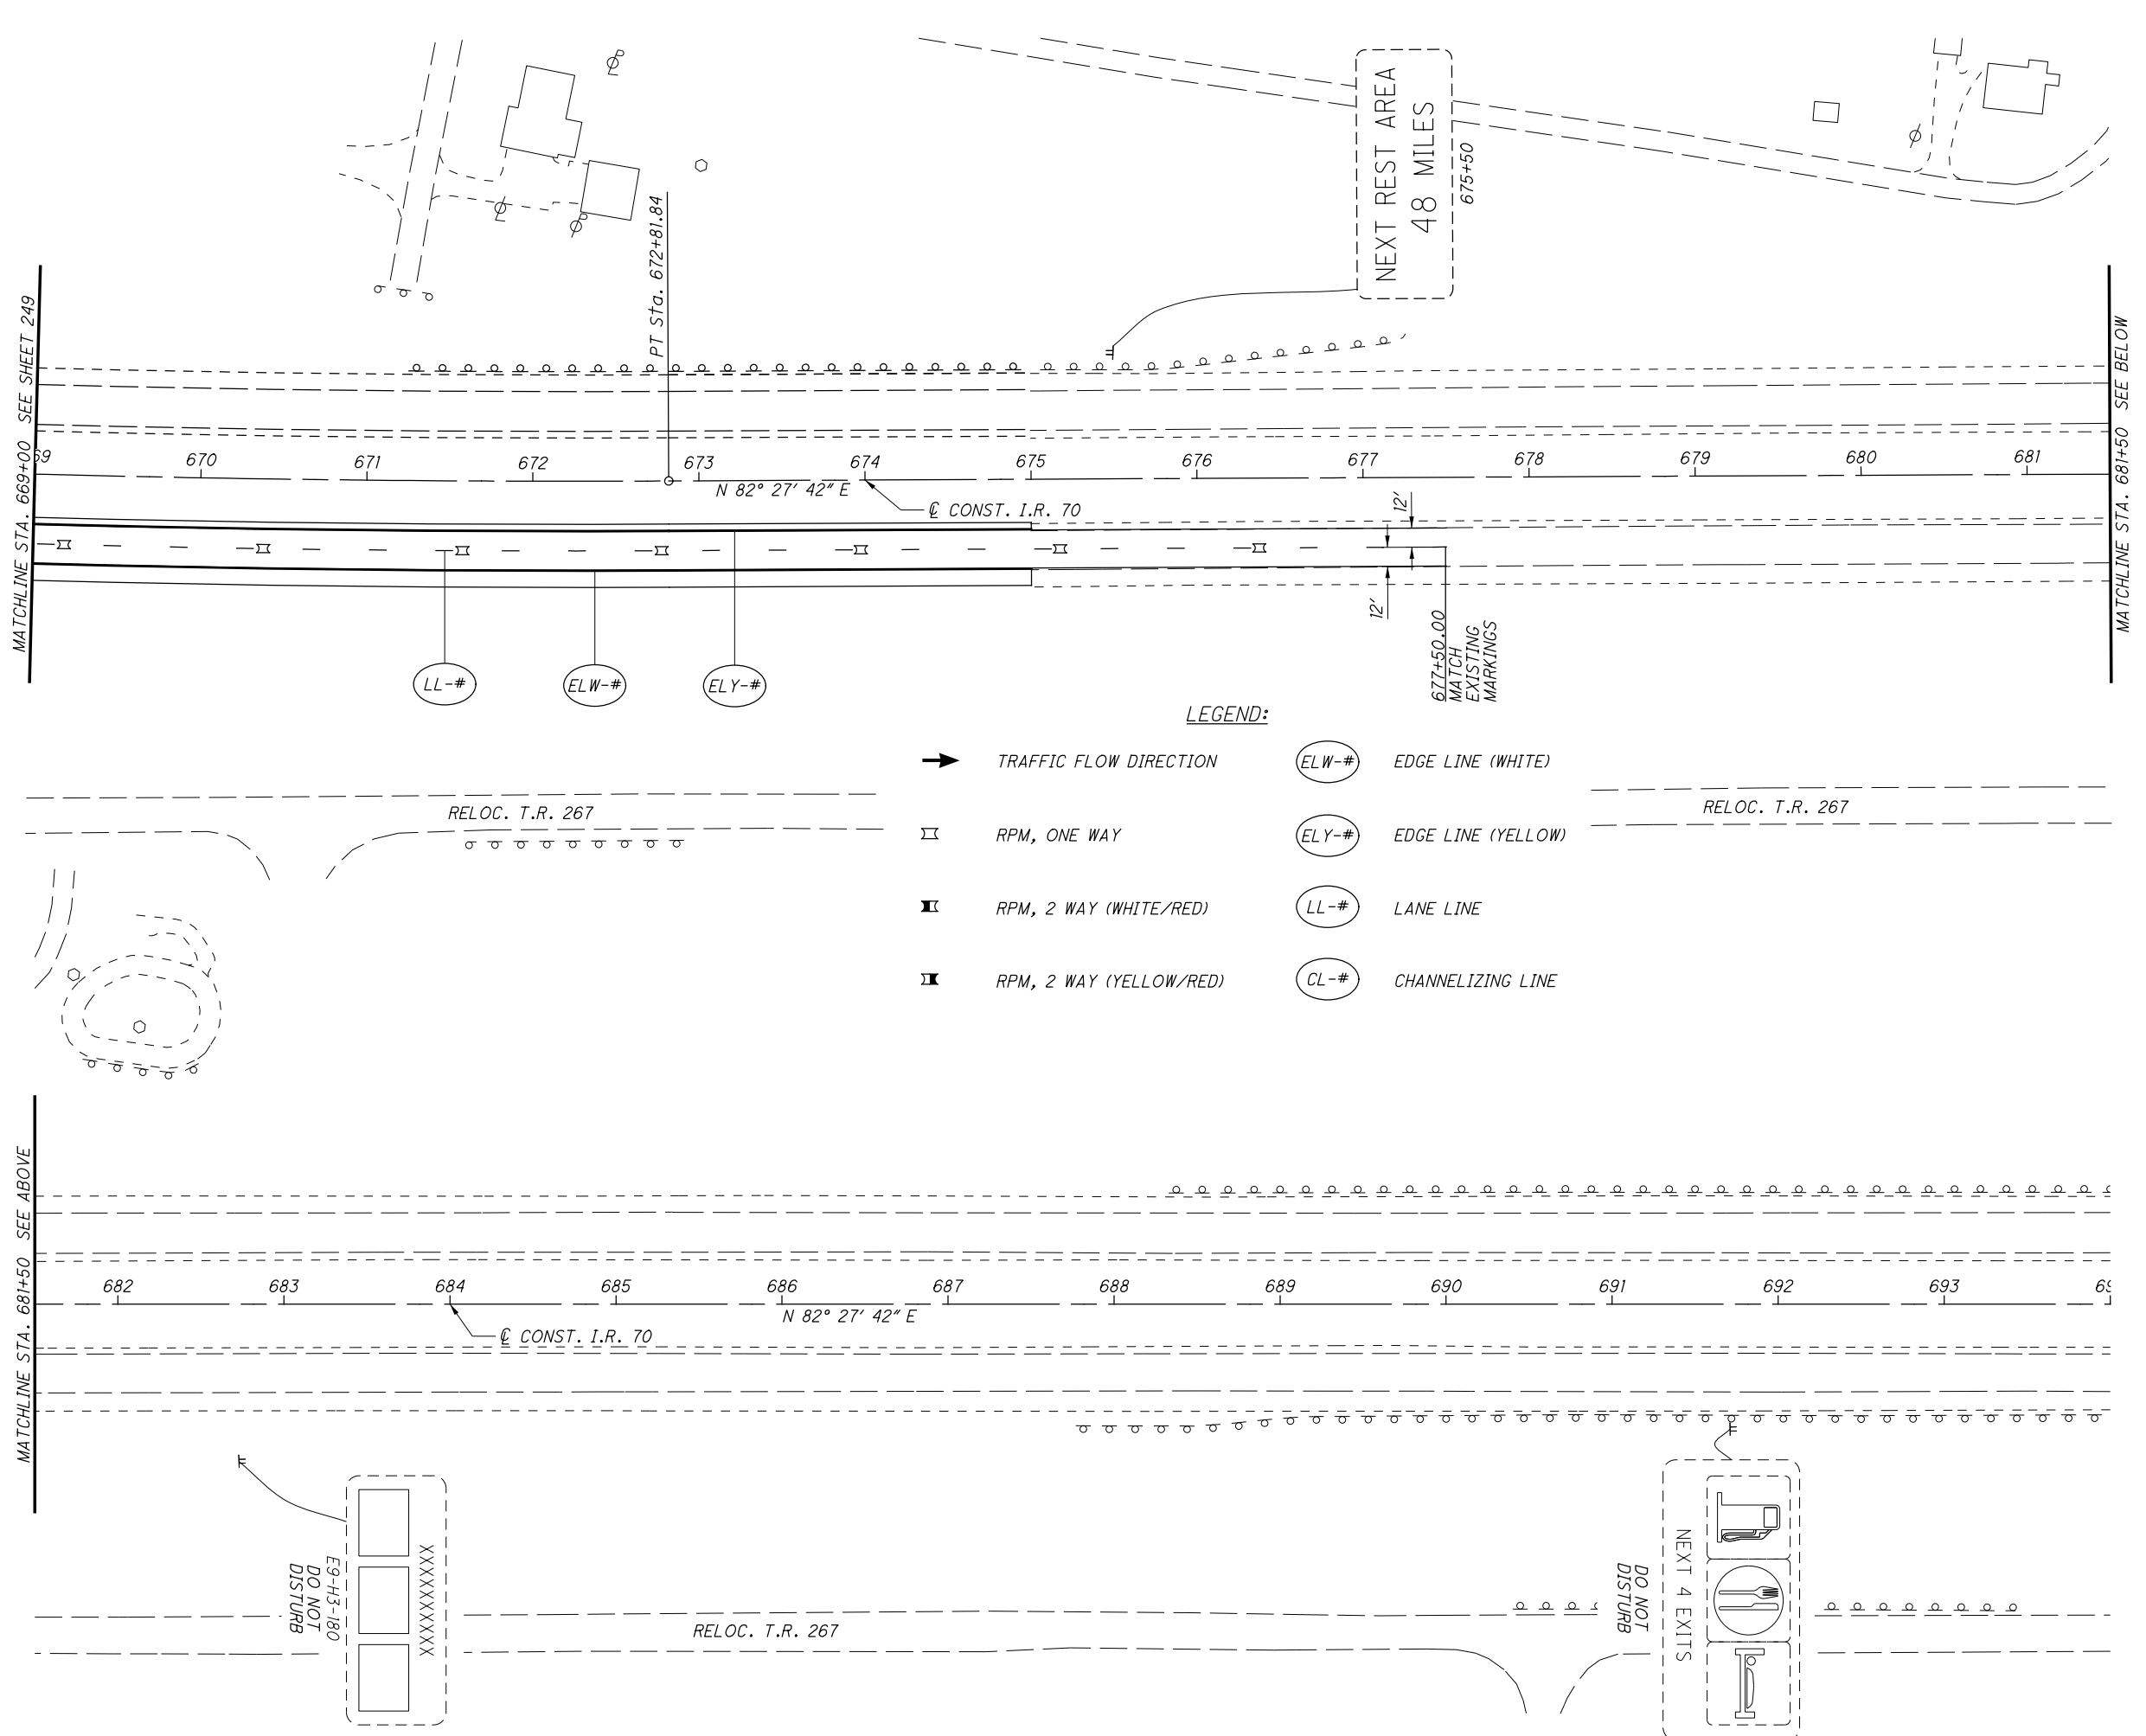 NEXT REST AREA
48 MILES
675+50
PT Sta. 672+81.84
MATCHLINE STA. 669+00 SEE SHEET 249
MATCHLINE STA. 681+50 SEE BELOW
69 670 671 672 673 674 675 676 677 678 679 680 681
N 82° 27' 42" E
℄ CONST. I.R. 70
12'
12'
677+50.00
MATCH
EXISTING
MARKINGS
LL-# ELW-# ELY-#
LEGEND:
TRAFFIC FLOW DIRECTION
ELW-# EDGE LINE (WHITE)
RPM, ONE WAY
ELY-# EDGE LINE (YELLOW)
RPM, 2 WAY (WHITE/RED)
LL-# LANE LINE
RPM, 2 WAY (YELLOW/RED)
CL-# CHANNELIZING LINE
RELOC. T.R. 267
RELOC. T.R. 267
MATCHLINE STA. 681+50 SEE ABOVE
682 683 684 685 686 687 688 689 690 691 692 693 69
N 82° 27' 42" E
℄ CONST. I.R. 70
XXXXXXXXXX
E9-H3-180
DO NOT
DISTURB
RELOC. T.R. 267
NEXT 4 EXITS
DO NOT
DISTURB